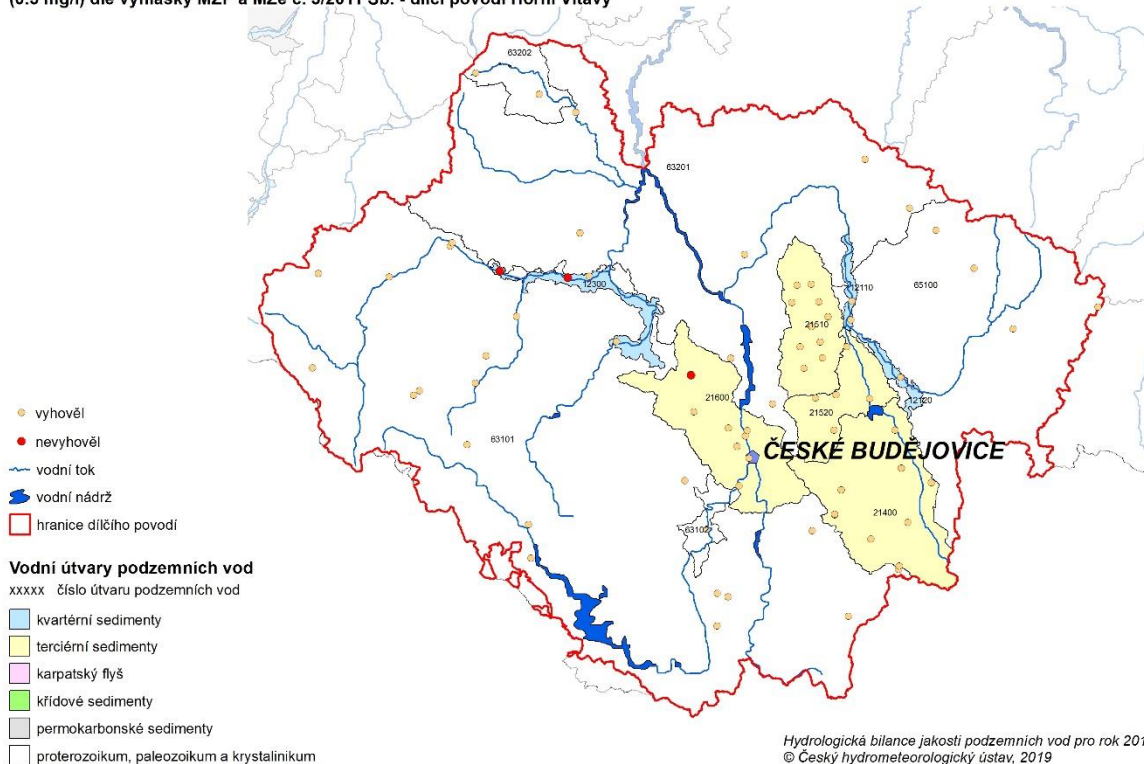 (0.5 mg/l) dle vyhlášky MŽP a MZe č. 5/2011 Sb. - dílčí povodí Horní Vltavy
63202
63201
12300
12110
65100
21510
12120
21600
21520
ČESKÉ BUDĚJOVICE
63101
21400
63102
vyhověl
nevyhověl
vodní tok
vodní nádrž
hranice dílčího povodí
Vodní útvary podzemních vod
xxxxx číslo útvaru podzemních vod
kvartérní sedimenty
terciérní sedimenty
karpatský flyš
křídové sedimenty
permokarbonské sedimenty
proterozoikum, paleozoikum a krystalinikum
Hydrologická bilance jakosti podzemních vod pro rok 201
© Český hydrometeorologický ústav, 2019